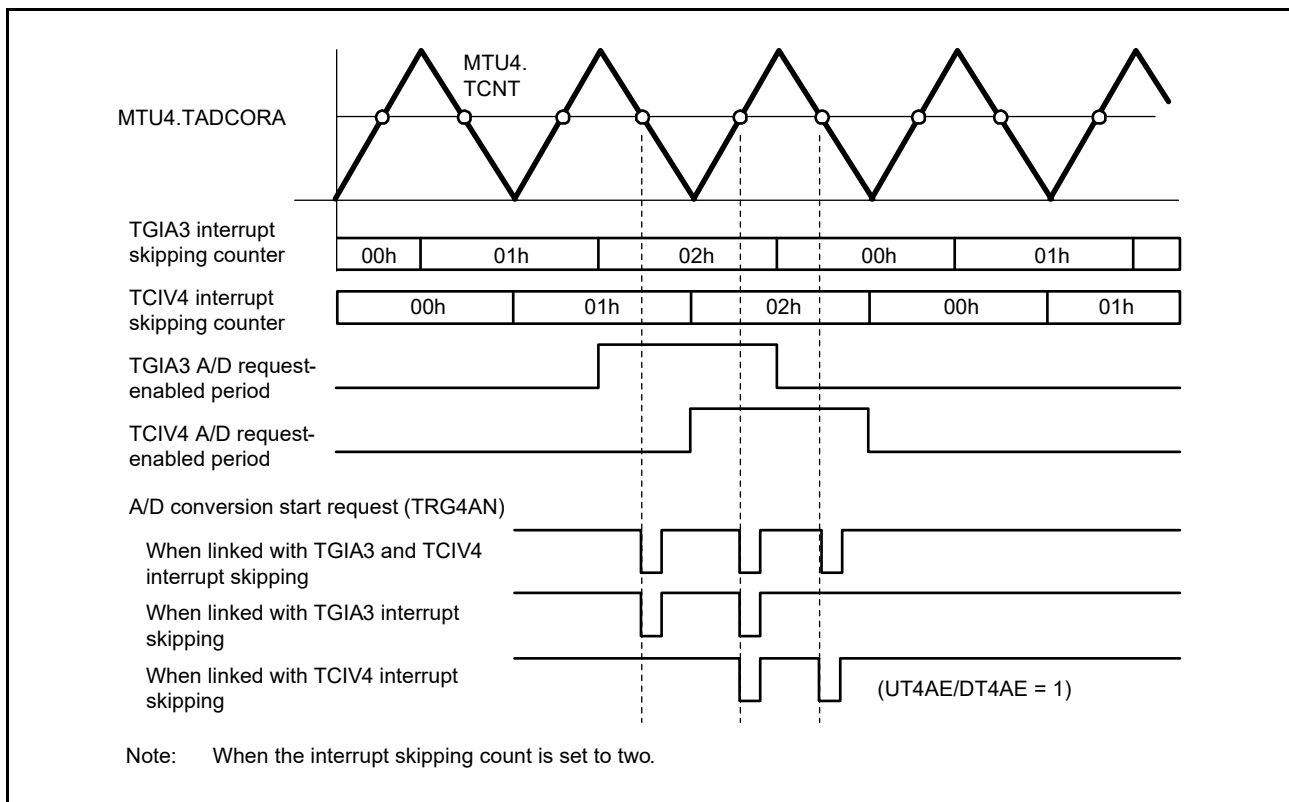 MTU4.
TCNT
MTU4.TADCORA
TGIA3 interrupt
skipping counter
00h 01h 02h 00h 01h
TCIV4 interrupt
skipping counter
00h 01h 02h 00h 01h
TGIA3 A/D request-
enabled period
TCIV4 A/D request-
enabled period
A/D conversion start request (TRG4AN)
When linked with TGIA3 and TCIV4
interrupt skipping
When linked with TGIA3 interrupt
skipping
When linked with TCIV4 interrupt
skipping
(UT4AE/DT4AE = 1)
Note: When the interrupt skipping count is set to two.